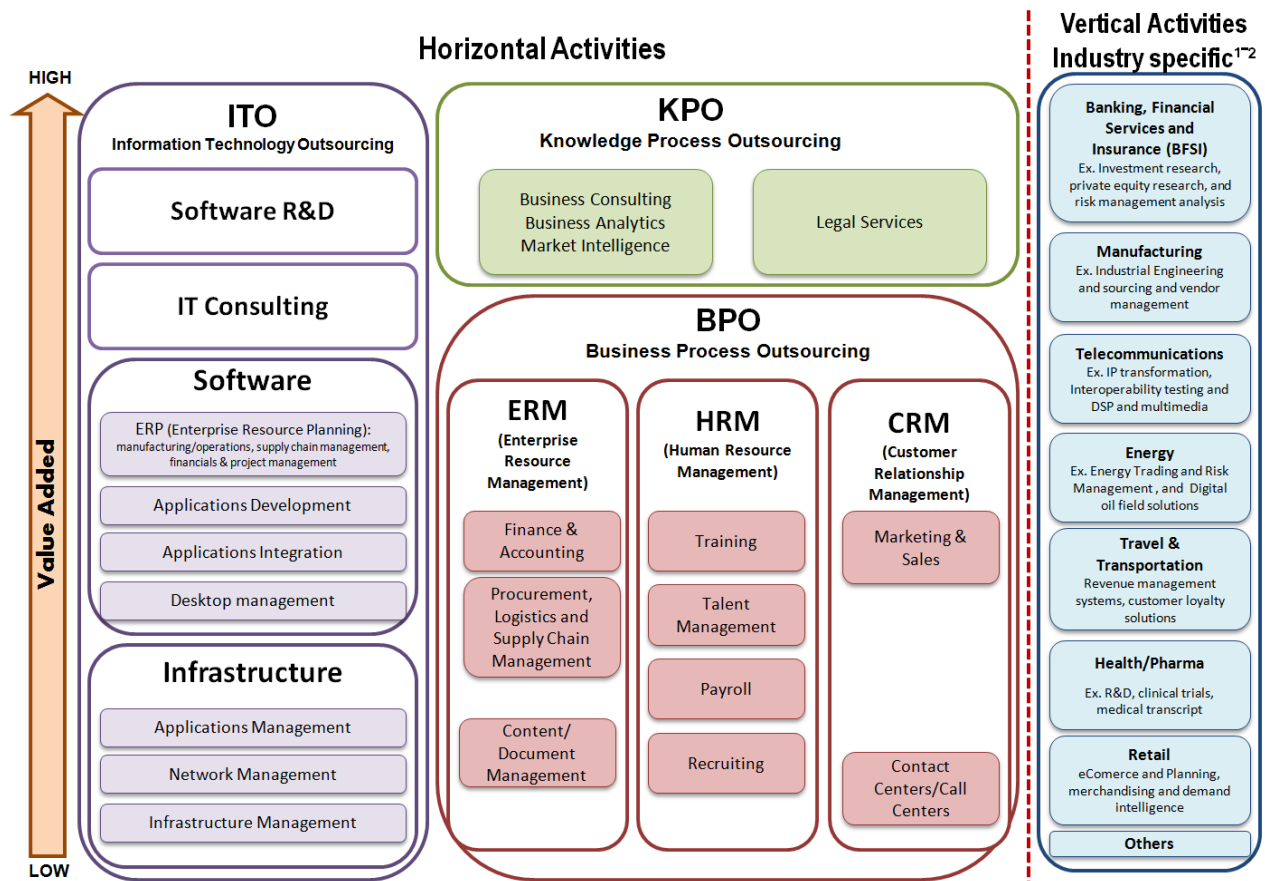 Horizontal Activities
Vertical Activities
Industry specific¹⁻²
HIGH
Value Added
LOW
ITO
Information Technology Outsourcing
Software R&D
IT Consulting
Software
ERP (Enterprise Resource Planning):
manufacturing/operations, supply chain management,
financials & project management
Applications Development
Applications Integration
Desktop management
Infrastructure
Applications Management
Network Management
Infrastructure Management
KPO
Knowledge Process Outsourcing
Business Consulting
Business Analytics
Market Intelligence
Legal Services
BPO
Business Process Outsourcing
ERM
(Enterprise
Resource
Management)
Finance &
Accounting
Procurement,
Logistics and
Supply Chain
Management
Content/
Document
Management
HRM
(Human Resource
Management)
Training
Talent
Management
Payroll
Recruiting
CRM
(Customer
Relationship
Management)
Marketing &
Sales
Contact
Centers/Call
Centers
Banking, Financial
Services and
Insurance (BFSI)
Ex. Investment research,
private equity research, and
risk management analysis
Manufacturing
Ex. Industrial Engineering
and sourcing and vendor
management
Telecommunications
Ex. IP transformation,
Interoperability testing and
DSP and multimedia
Energy
Ex. Energy Trading and Risk
Management , and Digital
oil field solutions
Travel &
Transportation
Revenue management
systems, customer loyalty
solutions
Health/Pharma
Ex. R&D, clinical trials,
medical transcript
Retail
eComerce and Planning,
merchandising and demand
intelligence
Others